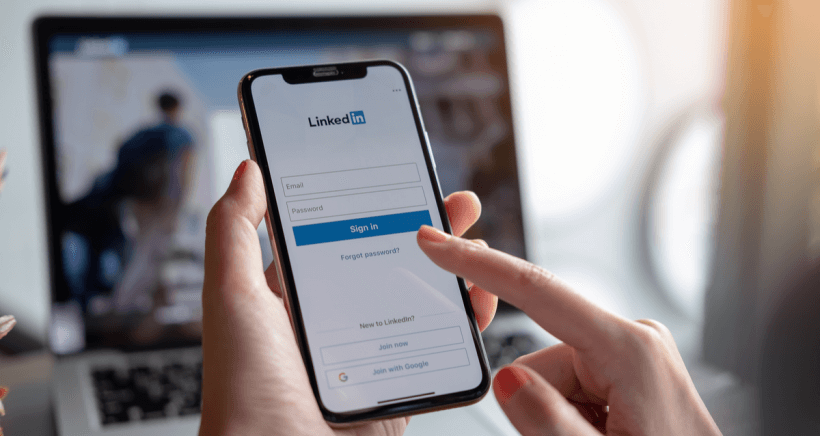 Linkedin
Email
Password
Sign in
Forgot password?
New to LinkedIn?
Join now
Join with Google